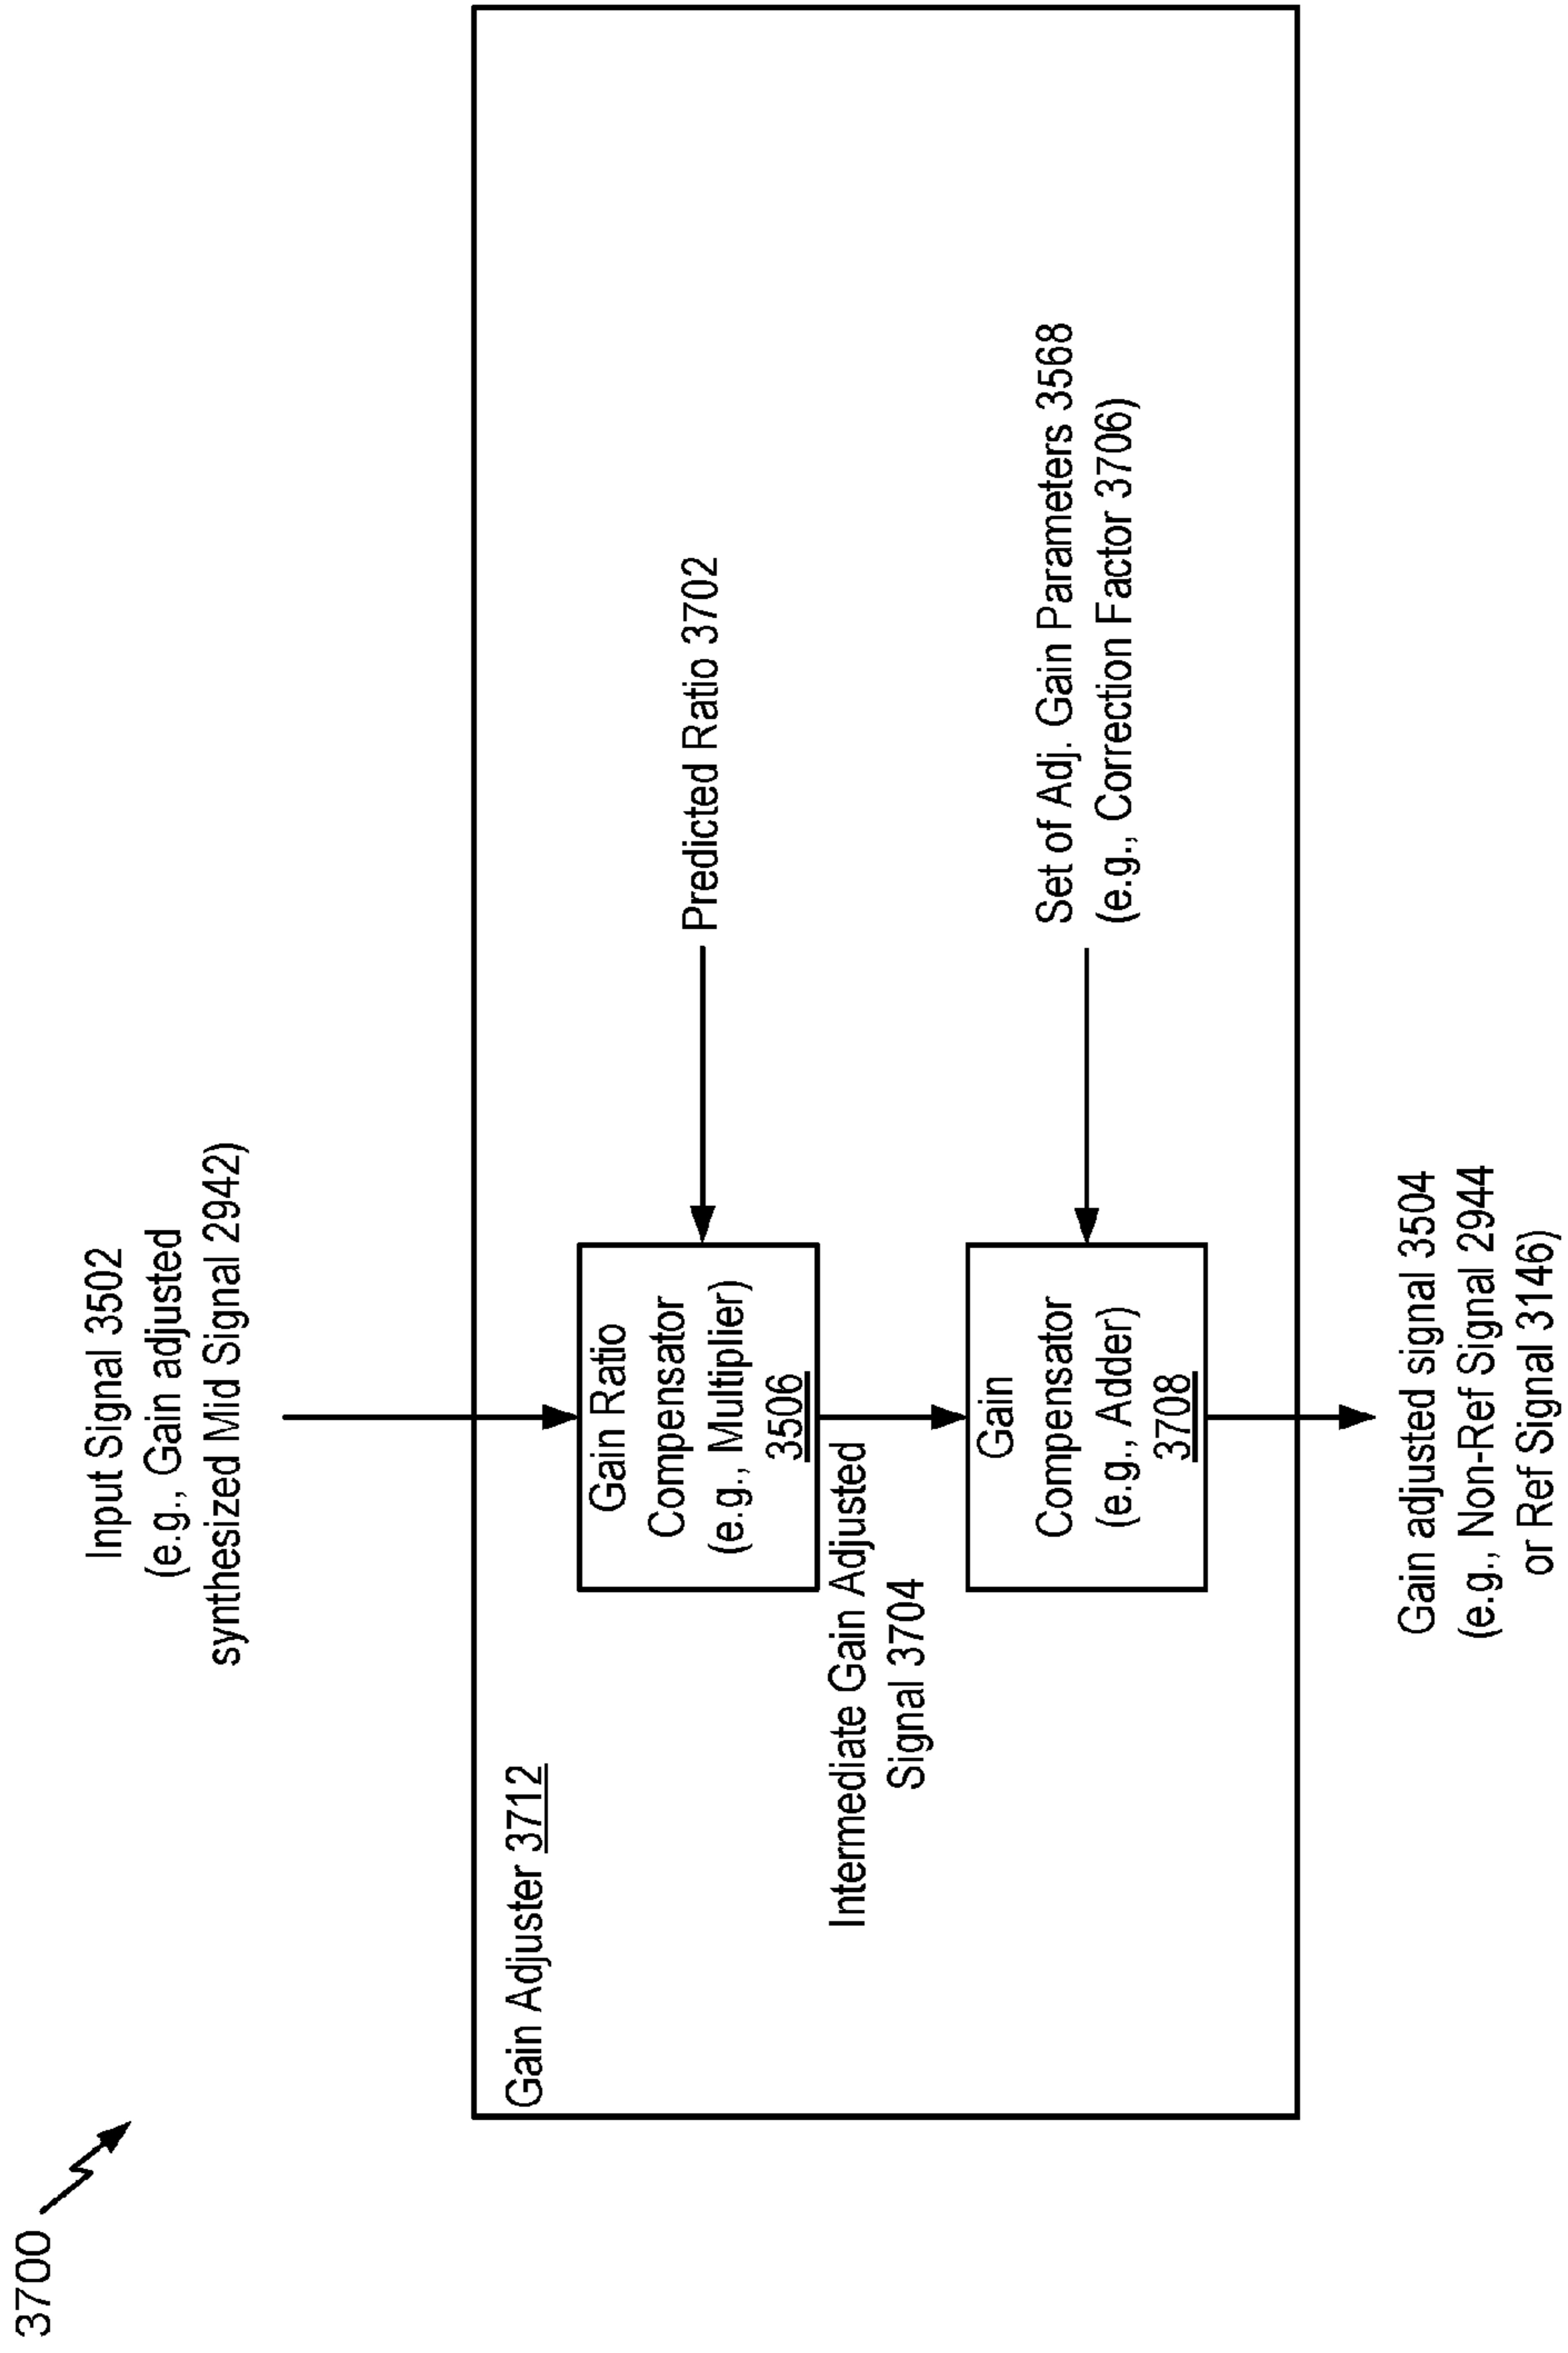 3700
Input Signal 3502
(e.g., Gain adjusted
synthesized Mid Signal 2942)
Gain Adjuster 3712
Gain Ratio
Compensator
(e.g., Multiplier)
3506
Predicted Ratio 3702
Intermediate Gain Adjusted
Signal 3704
Gain
Compensator
(e.g., Adder)
3708
Set of Adj. Gain Parameters 3568
(e.g., Correction Factor 3706)
Gain adjusted signal 3504
(e.g., Non-Ref Signal 2944
or Ref Signal 3146)